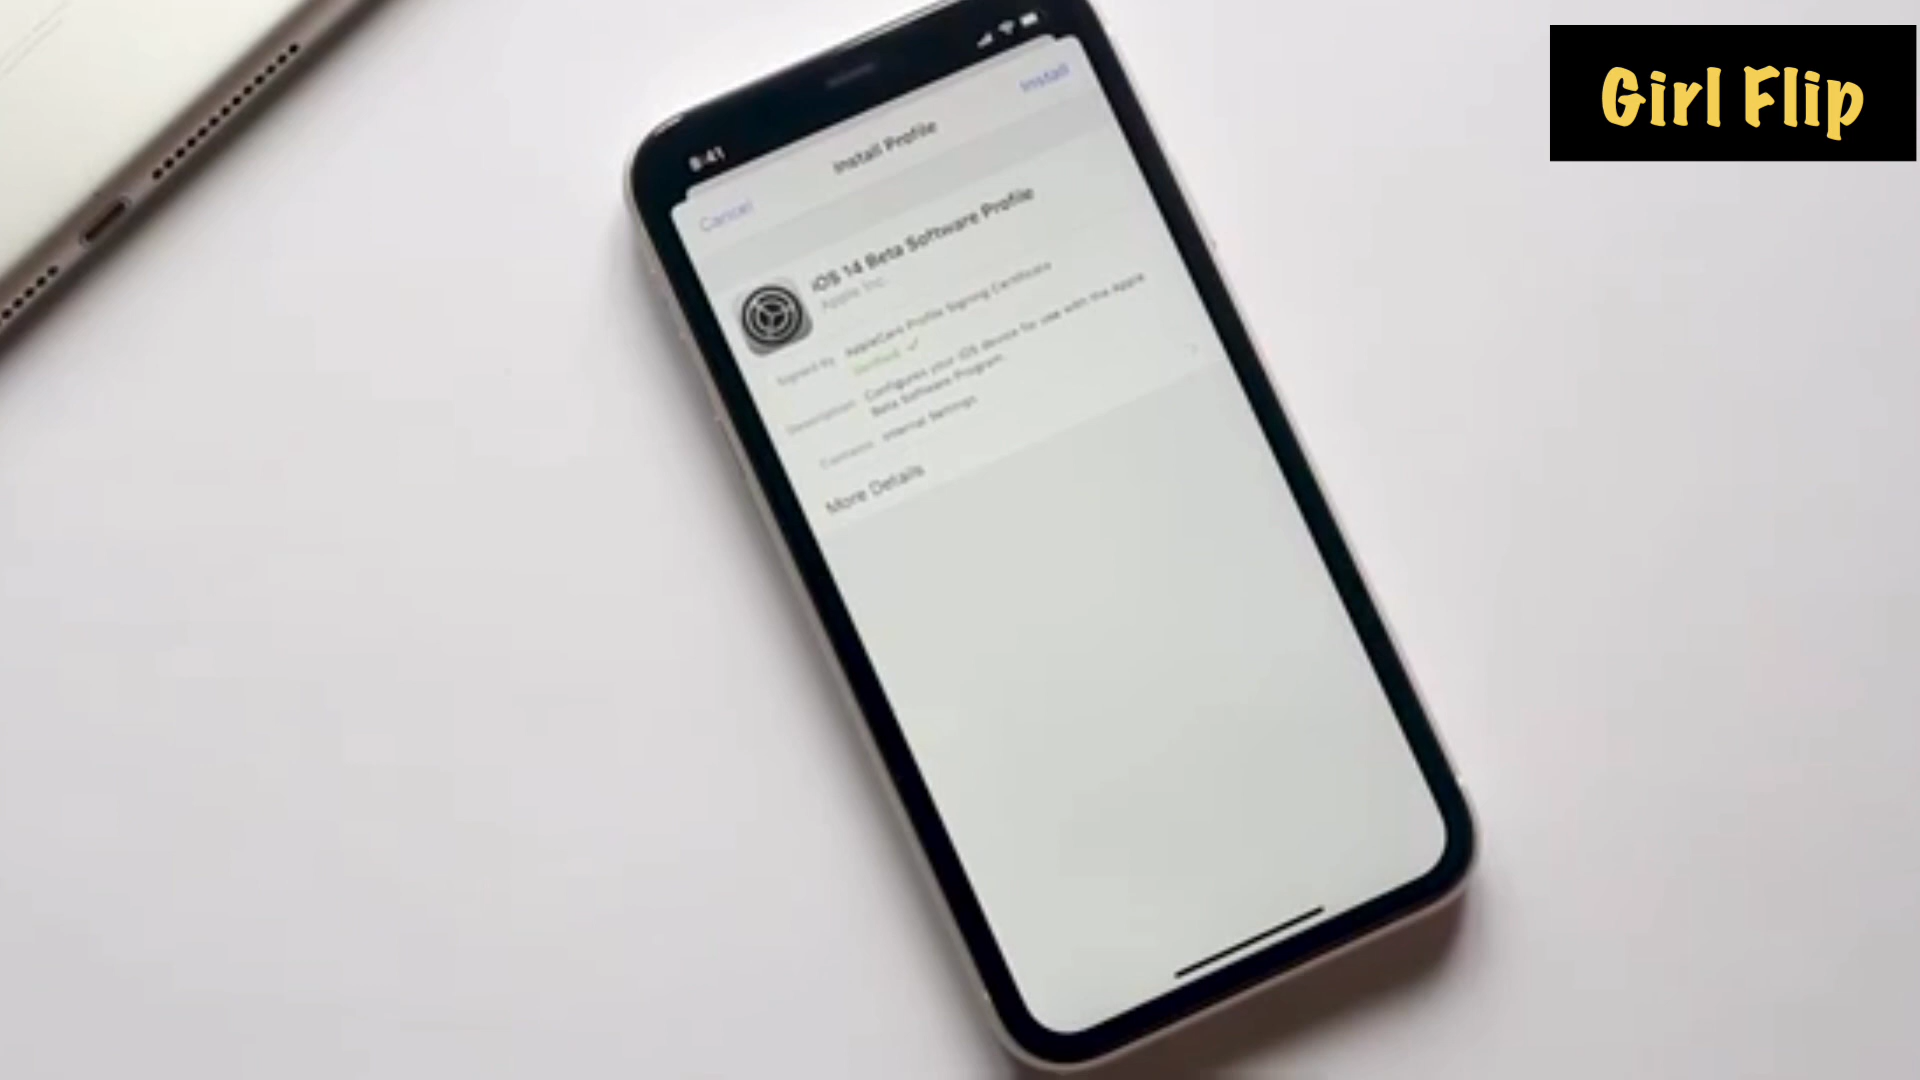 Girl Flip
9:41
Cancel
Install Profile
Install
iOS 14 Beta Software Profile
Apple Inc.
Signed by AppleCare Profile Signing Certificate
Verified ✓
Description Configures your iOS device for use with the Apple
Beta Software Program
Contains Internal Settings
More Details